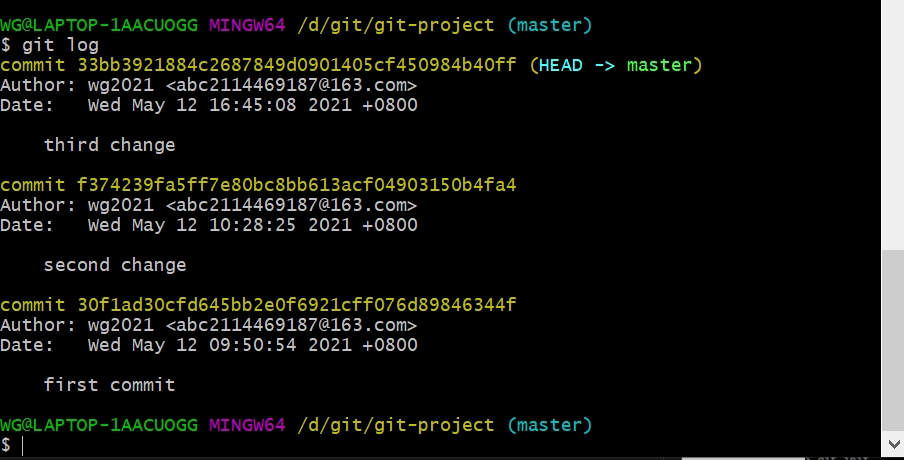 WG@LAPTOP-1AACUOGG MINGW64 /d/git/git-project (master)
$ git log
commit 33bb3921884c2687849d0901405cf450984b40ff (HEAD -> master)
Author: wg2021 <abc2114469187@163.com>
Date:   Wed May 12 16:45:08 2021 +0800
    third change
commit f374239fa5ff7e80bc8bb613acf04903150b4fa4
Author: wg2021 <abc2114469187@163.com>
Date:   Wed May 12 10:28:25 2021 +0800
    second change
commit 30f1ad30cfd645bb2e0f6921cff076d89846344f
Author: wg2021 <abc2114469187@163.com>
Date:   Wed May 12 09:50:54 2021 +0800
    first commit
WG@LAPTOP-1AACUOGG MINGW64 /d/git/git-project (master)
$